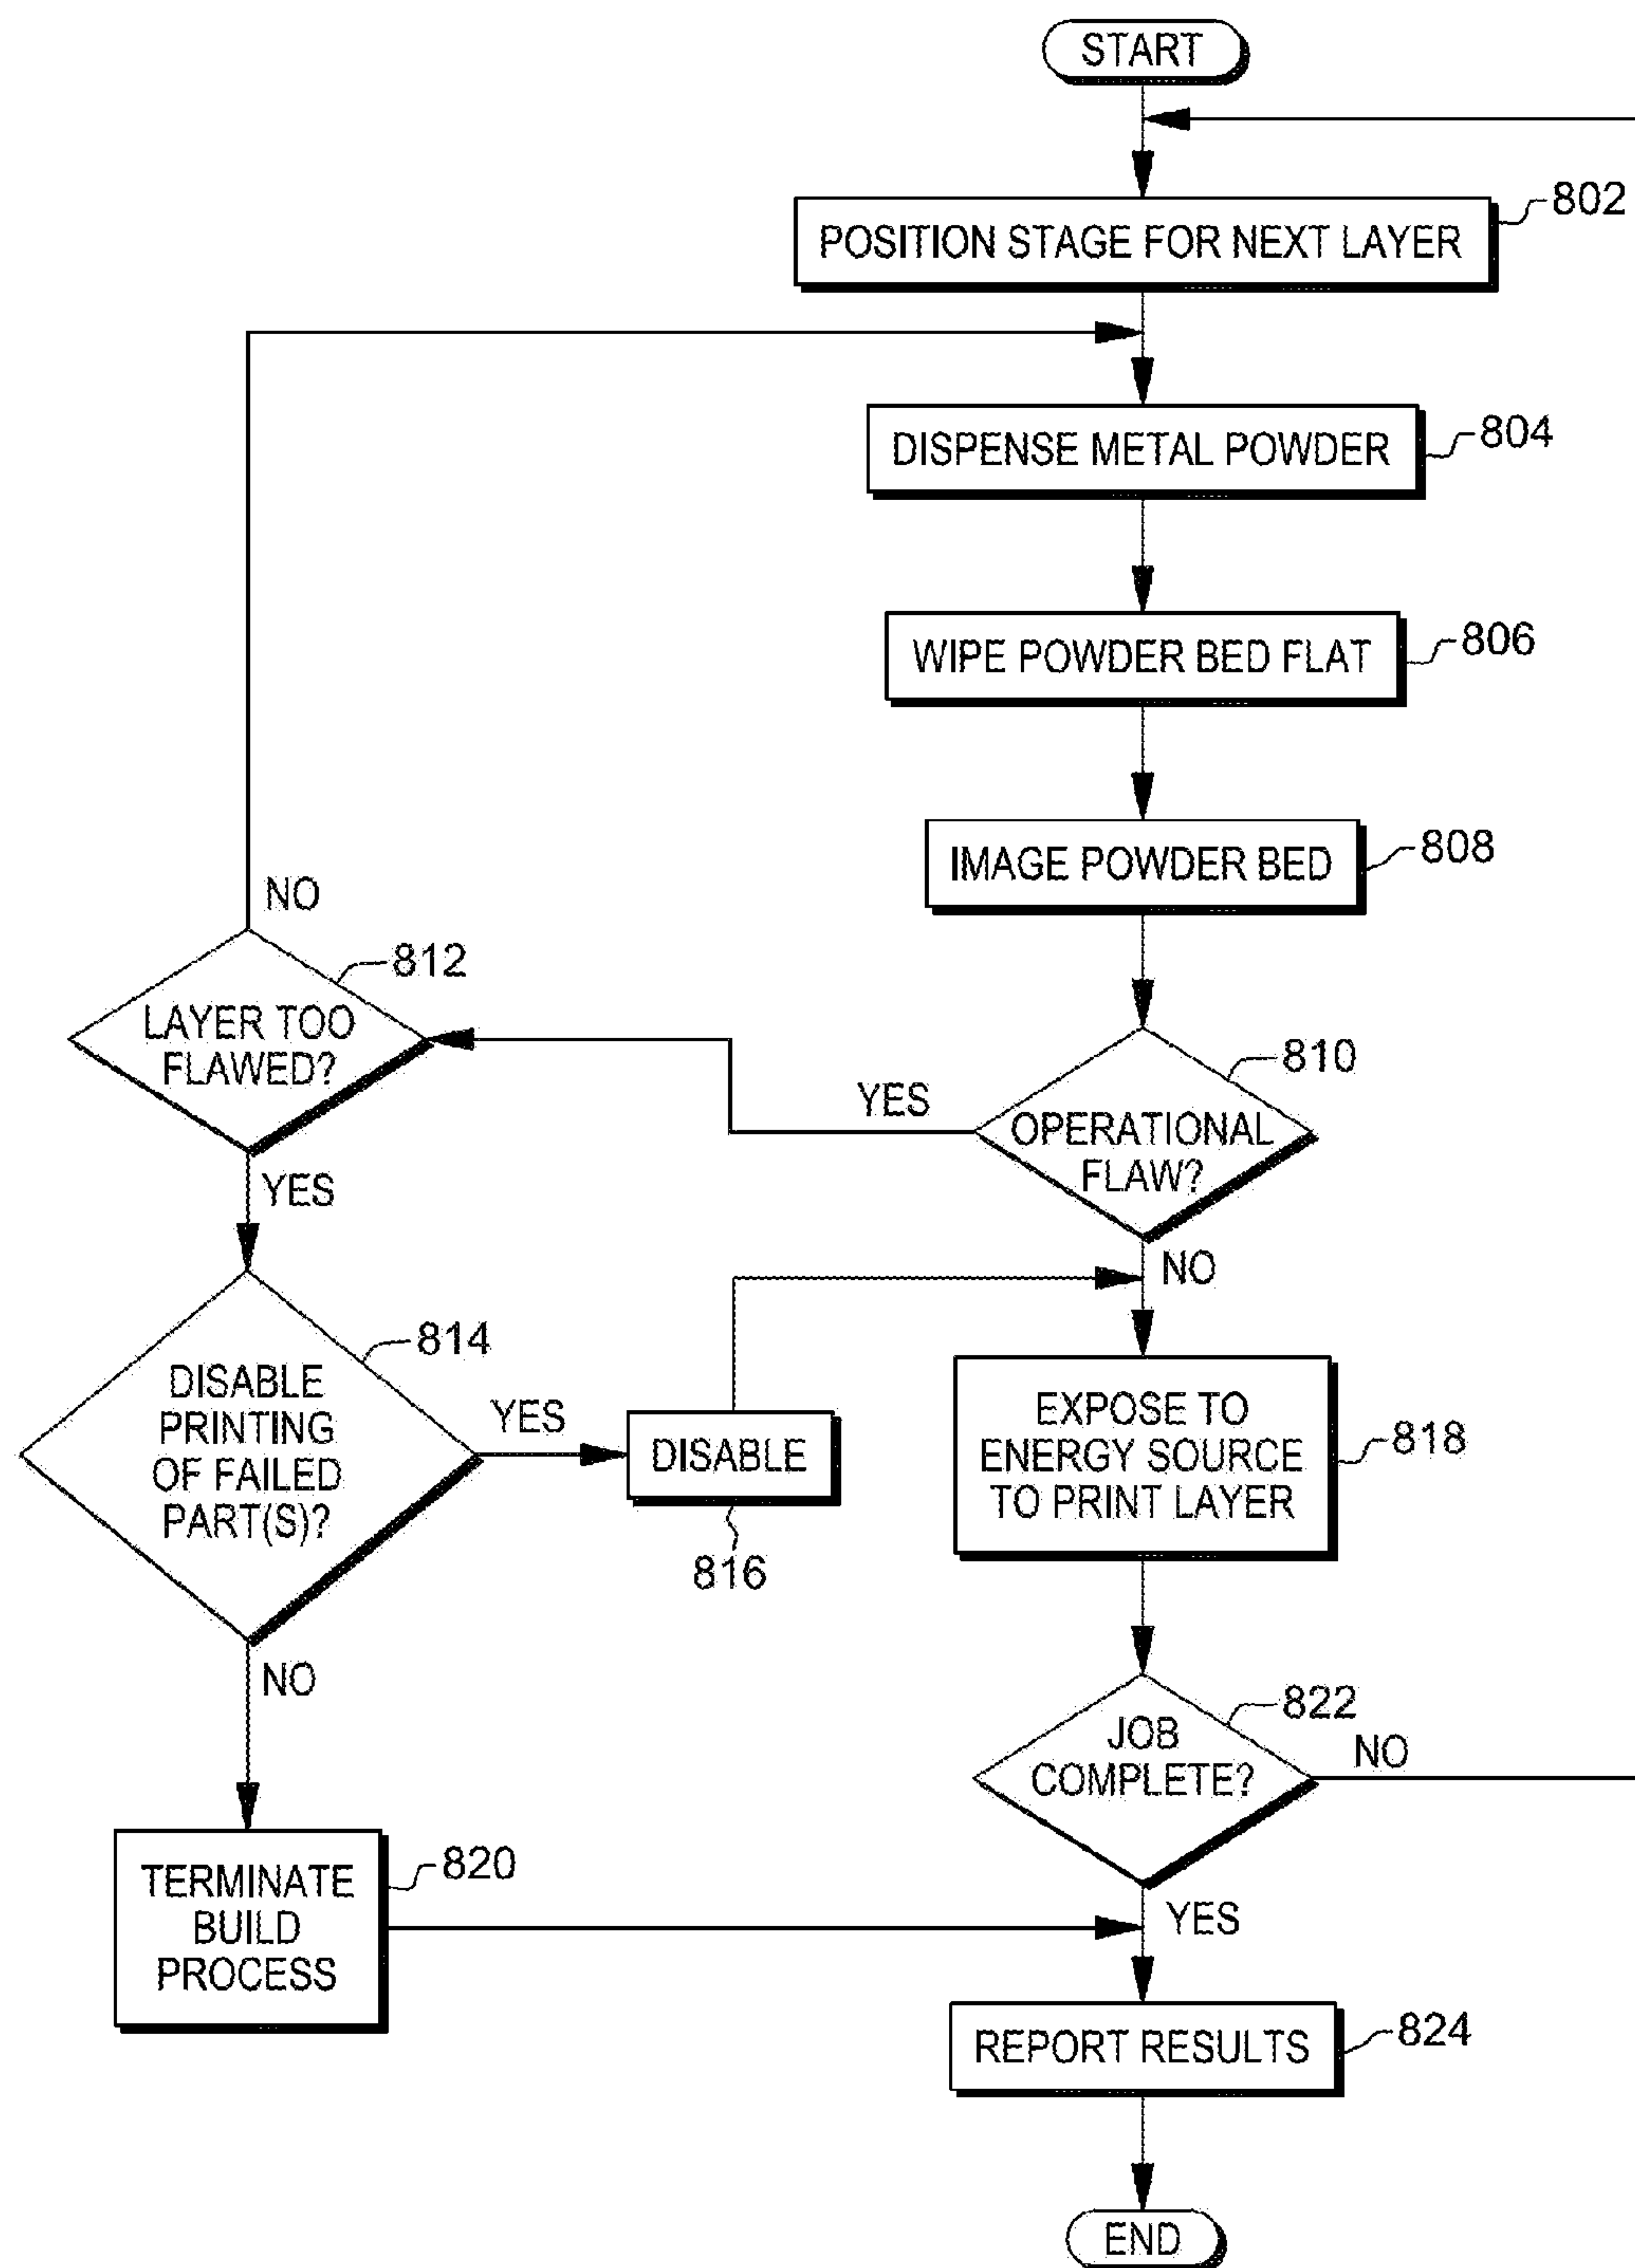 START
802
POSITION STAGE FOR NEXT LAYER
DISPENSE METAL POWDER
804
WIPE POWDER BED FLAT
806
IMAGE POWDER BED
808
NO
812
LAYER TOO
FLAWED?
YES
810
OPERATIONAL
FLAW?
YES
NO
814
DISABLE
PRINTING
OF FAILED
PART(S)?
YES
DISABLE
816
EXPOSE TO
ENERGY SOURCE
TO PRINT LAYER
818
NO
822
JOB
COMPLETE?
NO
TERMINATE
BUILD
PROCESS
820
YES
REPORT RESULTS
824
END